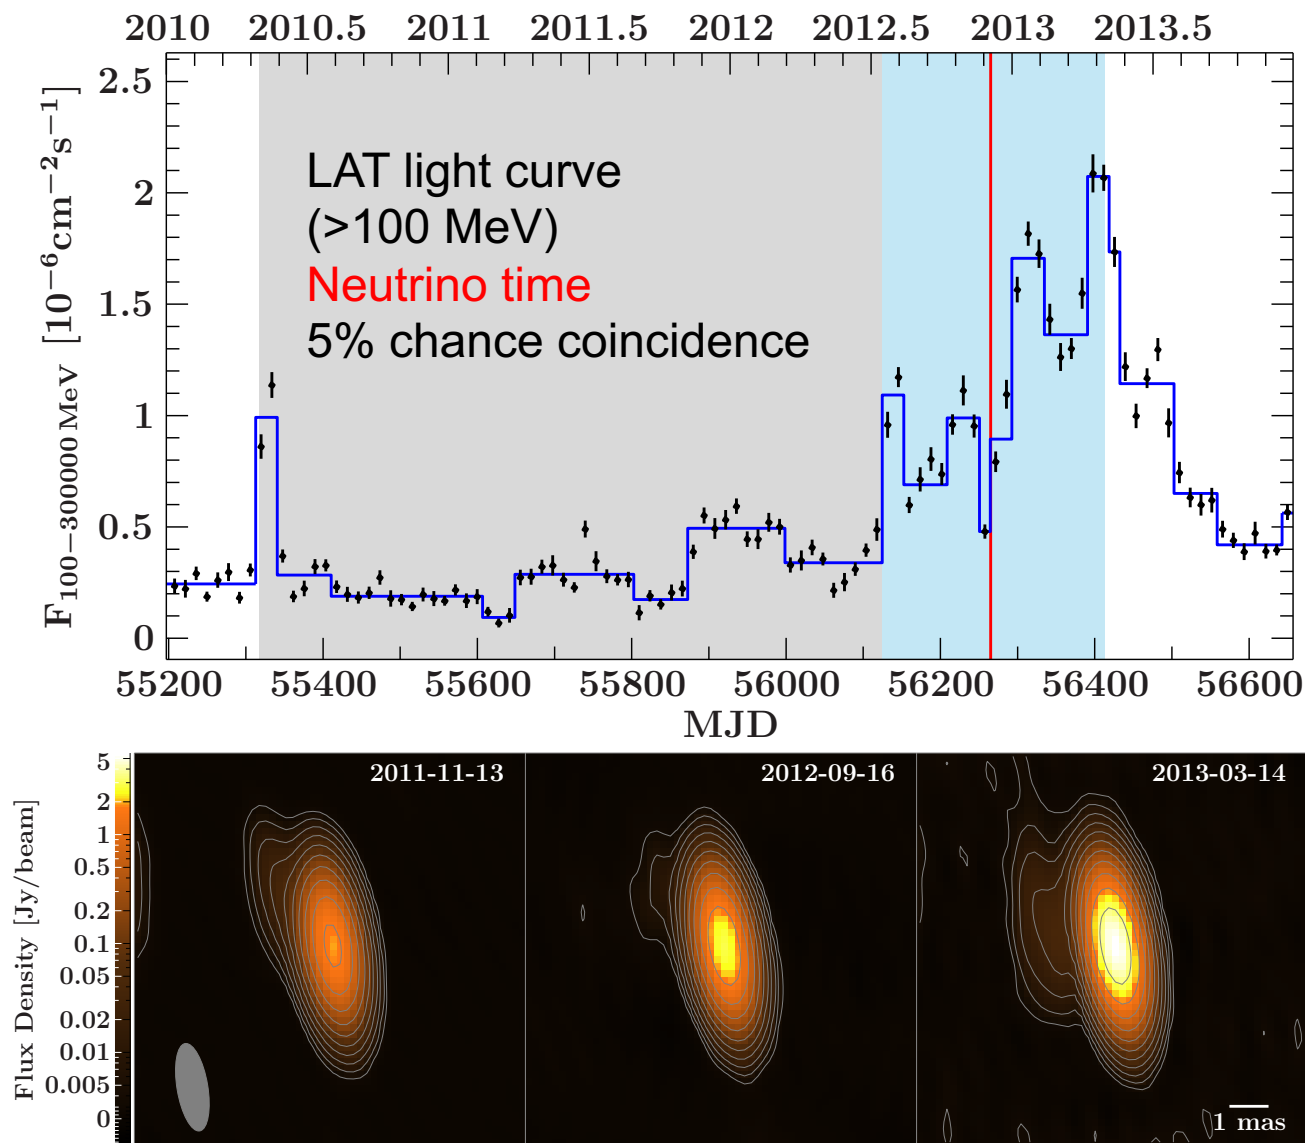 2010 2010.5 2011 2011.5 2012 2012.5 2013 2013.5
F100−300000 MeV [10−6cm−2s−1]
2.5
2
1.5
1
0.5
0
LAT light curve
(>100 MeV)
Neutrino time
5% chance coincidence
55200 55400 55600 55800 56000 56200 56400 56600
MJD
Flux Density [Jy/beam]
5
2
1
0.5
0.2
0.1
0.05
0.02
0.01
0.005
0
2011-11-13
2012-09-16
2013-03-14
1 mas